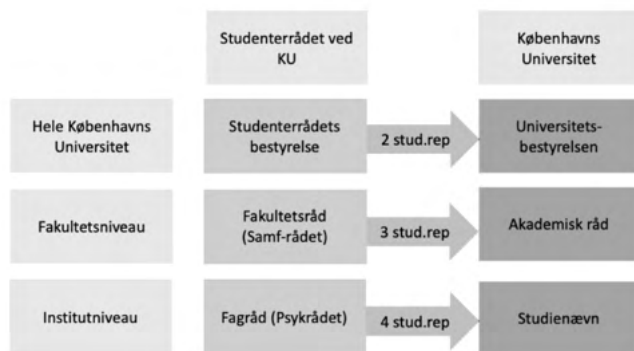 Studenterrådet ved
KU
Københavns
Universitet
Hele Københavns
Universitet
Studenterrådets
bestyrelse
2 stud.rep
Universitets-
bestyrelsen
Fakultetsniveau
Fakultetsråd
(Samf-rådet)
3 stud.rep
Akademisk råd
Institutniveau
Fagråd (Psykrådet)
4 stud.rep
Studienævn